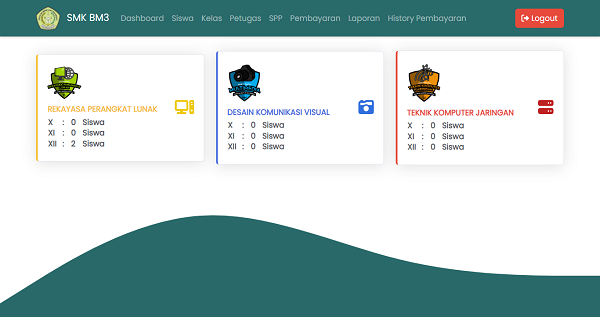 SMK BM3 Dashboard Siswa Kelas Petugas SPP Pembayaran Laporan History Pembayaran Logout
REKAYASA PERANGKAT LUNAK
X : 0 Siswa
XI : 0 Siswa
XII : 2 Siswa
DESAIN KOMUNIKASI VISUAL
X : 0 Siswa
XI : 0 Siswa
XII : 0 Siswa
TEKNIK KOMPUTER JARINGAN
X : 0 Siswa
XI : 0 Siswa
XII : 0 Siswa